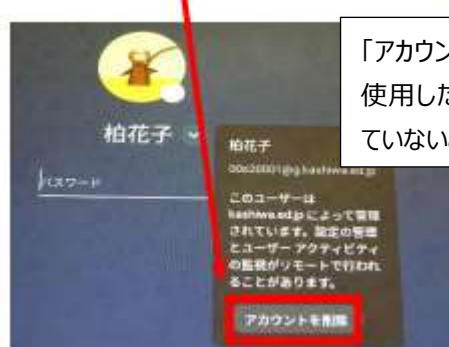 「アカウン
使用した
ていない
柏花子
パスワード
柏花子
このユーザーは
kashiwa.ed.jp によって管理
されています。設定の管理
とユーザー アクティビティ
の監視がリモートで行われ
ることがあります。
アカウントを削除